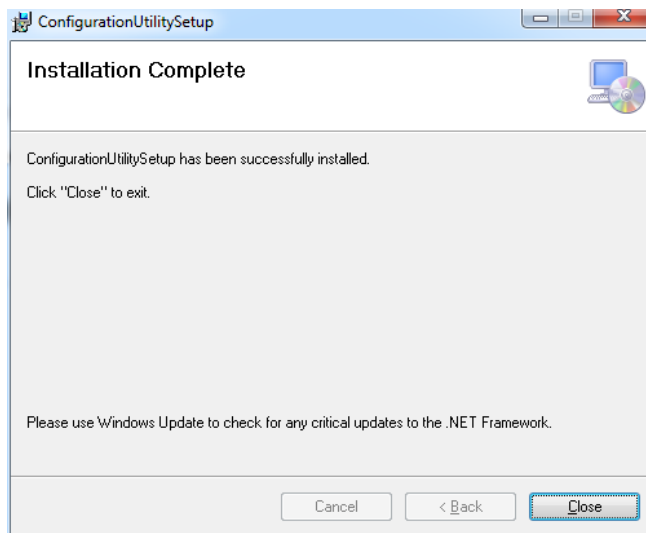 ConfigurationUtilitySetup
Installation Complete
ConfigurationUtilitySetup has been successfully installed.
Click "Close" to exit.
Please use Windows Update to check for any critical updates to the .NET Framework.
Cancel
< Back
Close